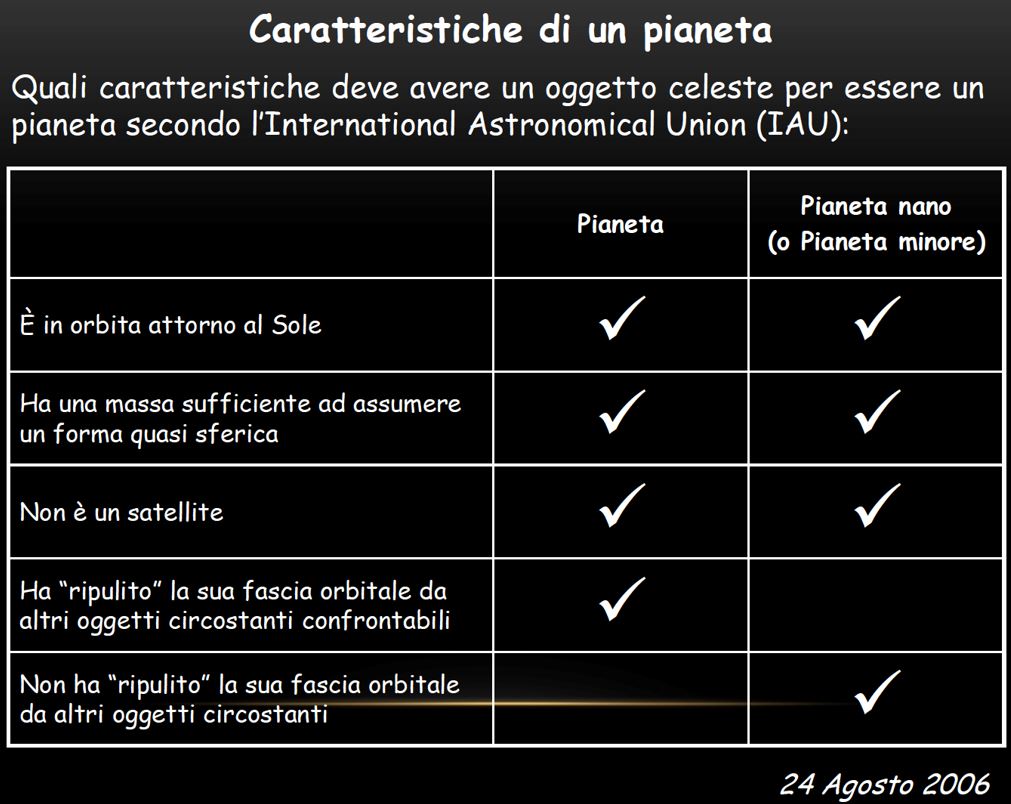 Caratteristiche di un pianeta
Quali caratteristiche deve avere un oggetto celeste per essere un
pianeta secondo l'International Astronomical Union (IAU):
Pianeta
Pianeta nano
(o Pianeta minore)
È in orbita attorno al Sole
✓ ✓
Ha una massa sufficiente ad assumere
un forma quasi sferica
✓ ✓
Non è un satellite
✓ ✓
Ha “ripulito” la sua fascia orbitale da
altri oggetti circostanti confrontabili
✓
Non ha “ripulito” la sua fascia orbitale
da altri oggetti circostanti
✓
24 Agosto 2006